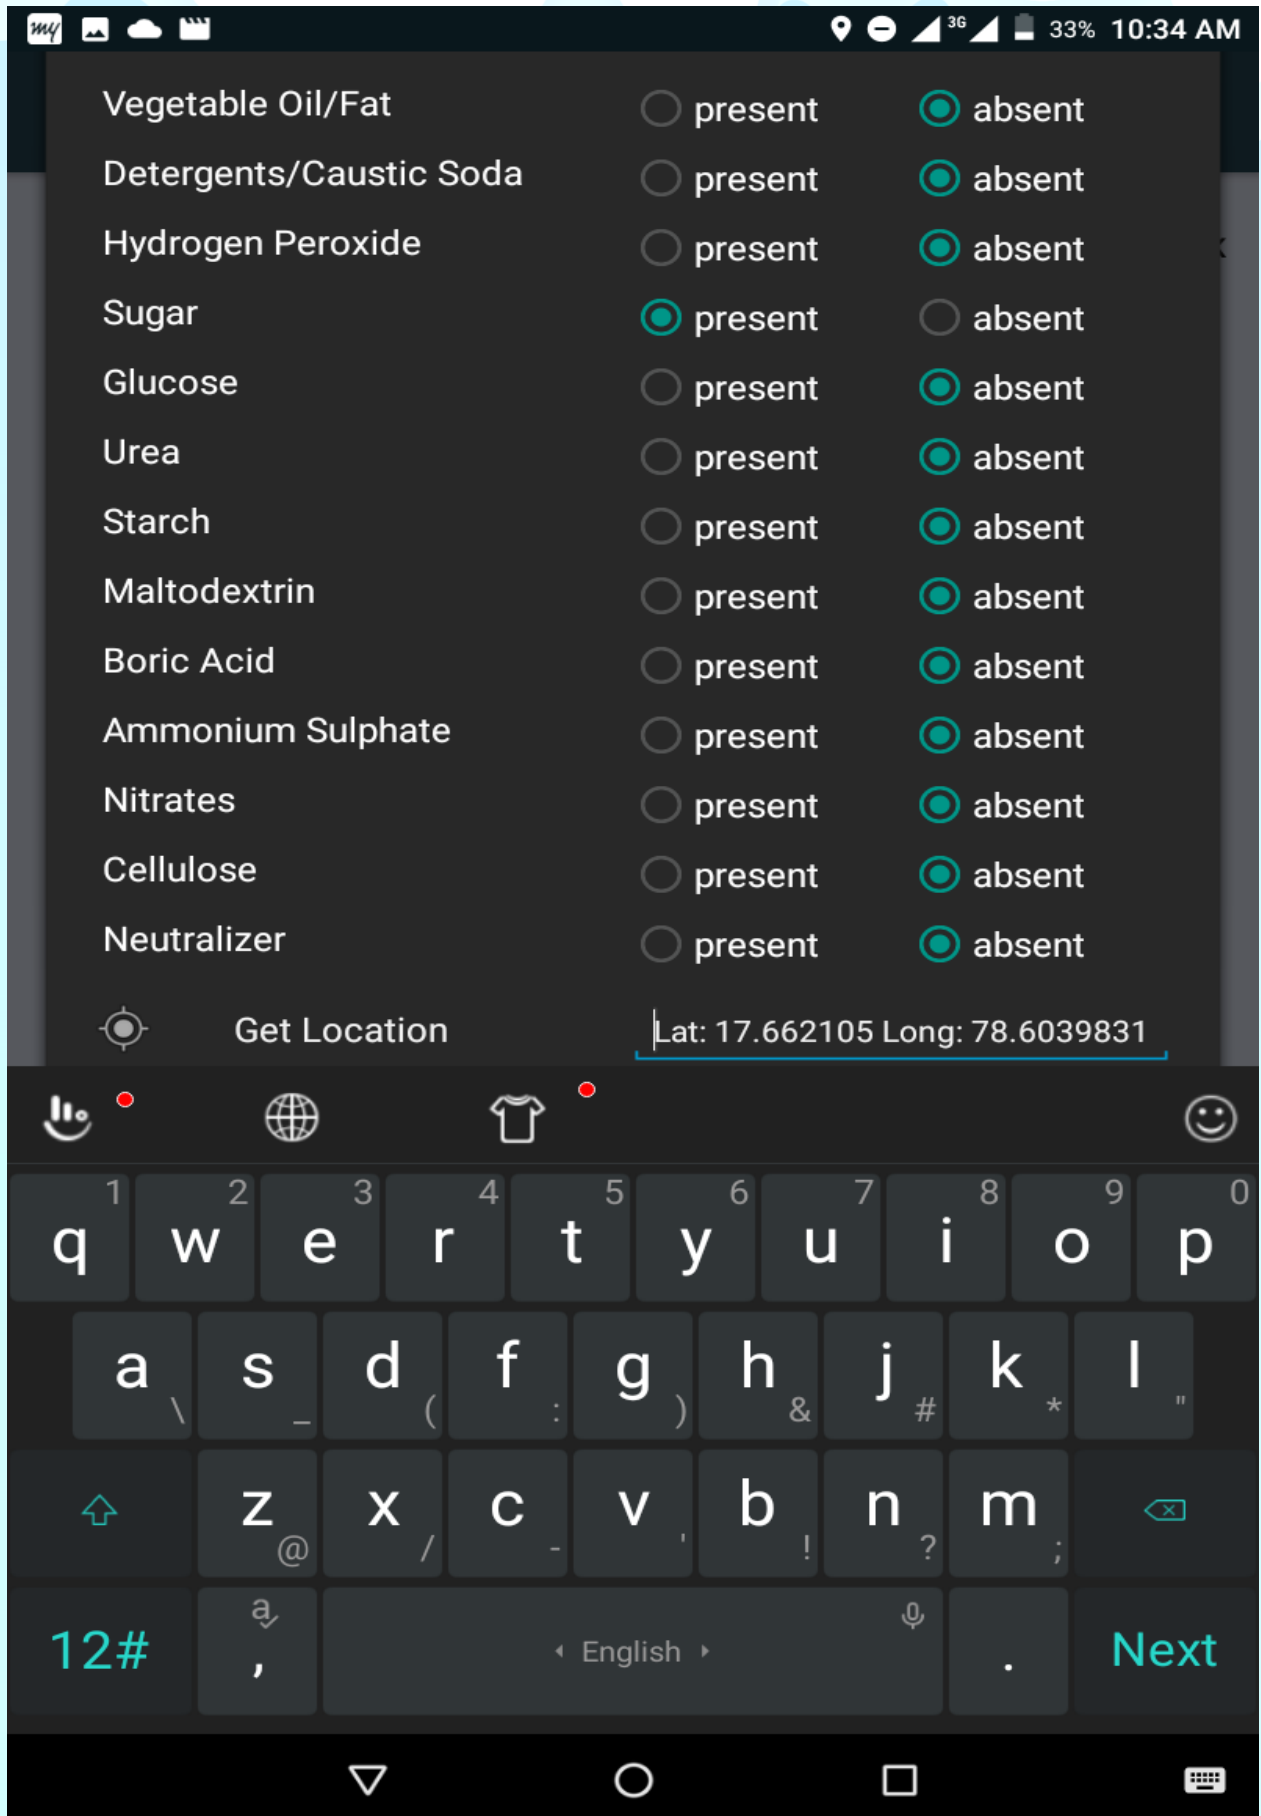 my 3G 33% 10:34 AM
Vegetable Oil/Fat present absent
Detergents/Caustic Soda present absent
Hydrogen Peroxide present absent
Sugar present absent
Glucose present absent
Urea present absent
Starch present absent
Maltodextrin present absent
Boric Acid present absent
Ammonium Sulphate present absent
Nitrates present absent
Cellulose present absent
Neutralizer present absent
Get Location Lat: 17.662105 Long: 78.6039831
1 2 3 4 5 6 7 8 9 0
q w e r t y u i o p
a s d f g h j k l
\ _ ( : ) & # * "
z x c v b n m
@ / - ' ! ? ;
12# a , English . Next